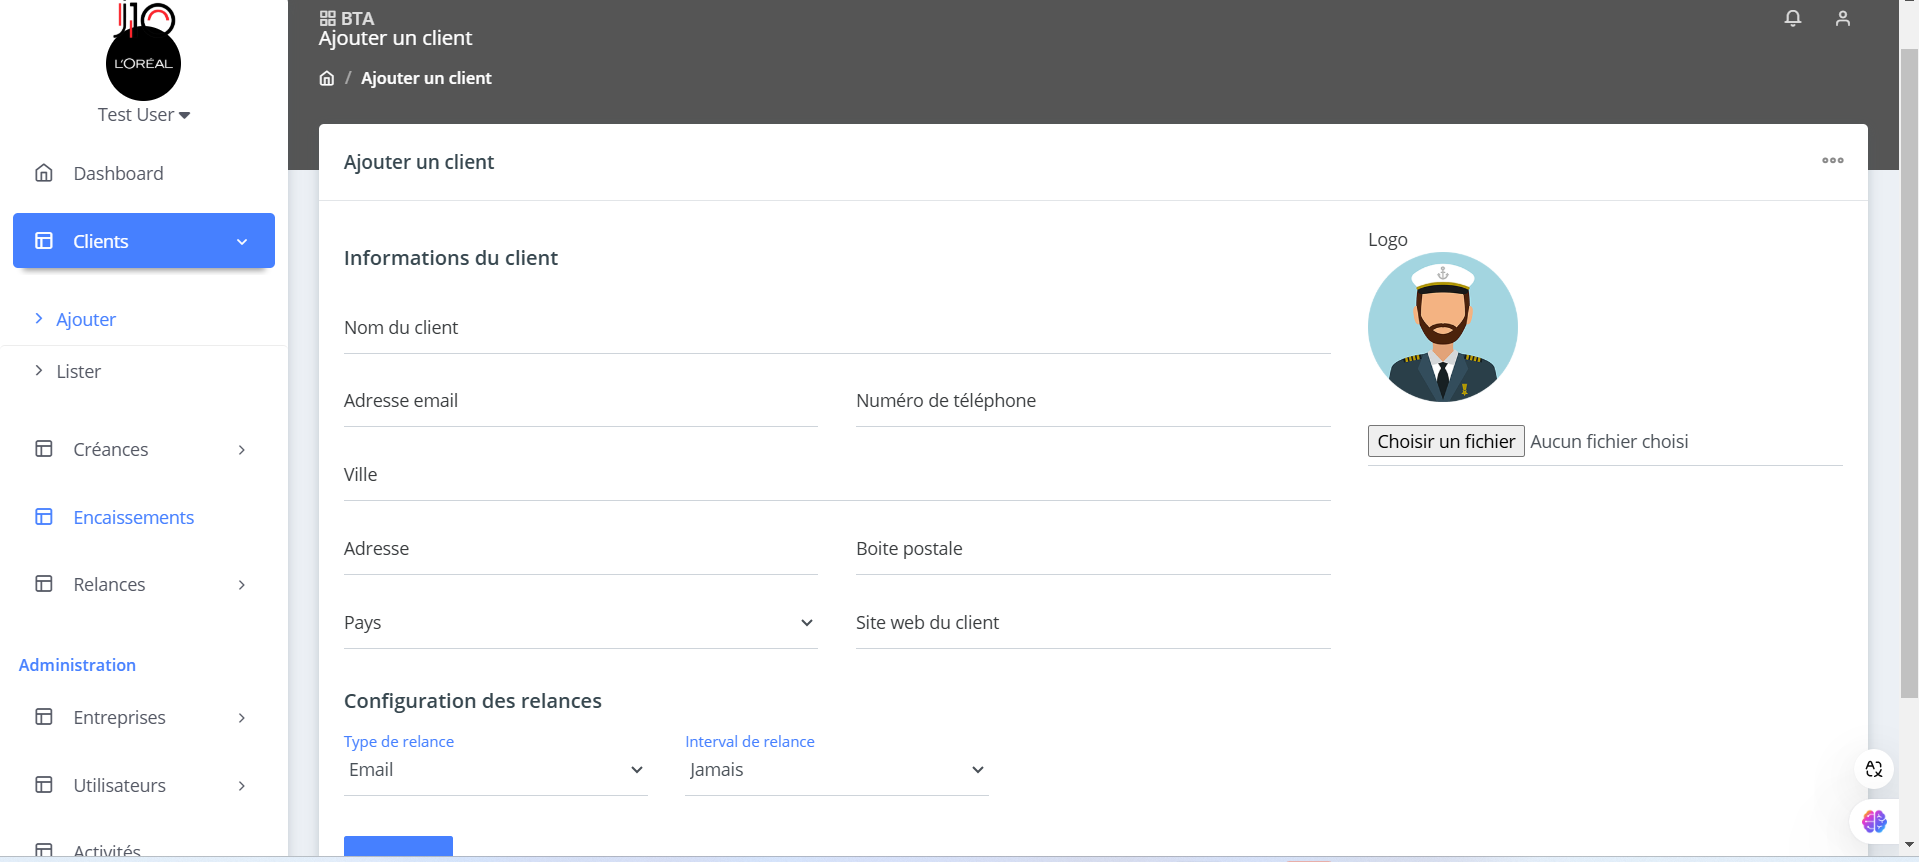 L'ORÉAL
Test User
Dashboard
Clients
Ajouter
Lister
Créances
Encaissements
Relances
Administration
Entreprises
Utilisateurs
Activités
BTA
Ajouter un client
/ Ajouter un client
Ajouter un client
Informations du client
Nom du client
Adresse email
Numéro de téléphone
Ville
Adresse
Boite postale
Pays
Site web du client
Configuration des relances
Type de relance
Interval de relance
Email
Jamais
Logo
Choisir un fichier Aucun fichier choisi